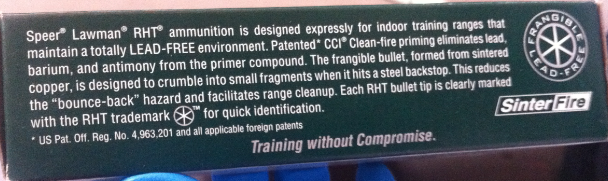 Speer® Lawman® RHT® ammunition is designed expressly for indoor training ranges that
maintain a totally LEAD-FREE environment. Patented* CCI® Clean-fire priming eliminates lead,
barium, and antimony from the primer compound. The frangible bullet, formed from sintered
copper, is designed to crumble into small fragments when it hits a steel backstop. This reduces
the “bounce-back” hazard and facilitates range cleanup. Each RHT bullet tip is clearly marked
with the RHT trademark ™ for quick identification.
* US Pat. Off. Reg. No. 4,963,201 and all applicable foreign patents
Training without Compromise.
FRANGIBLE
LEAD-FREE
SinterFire